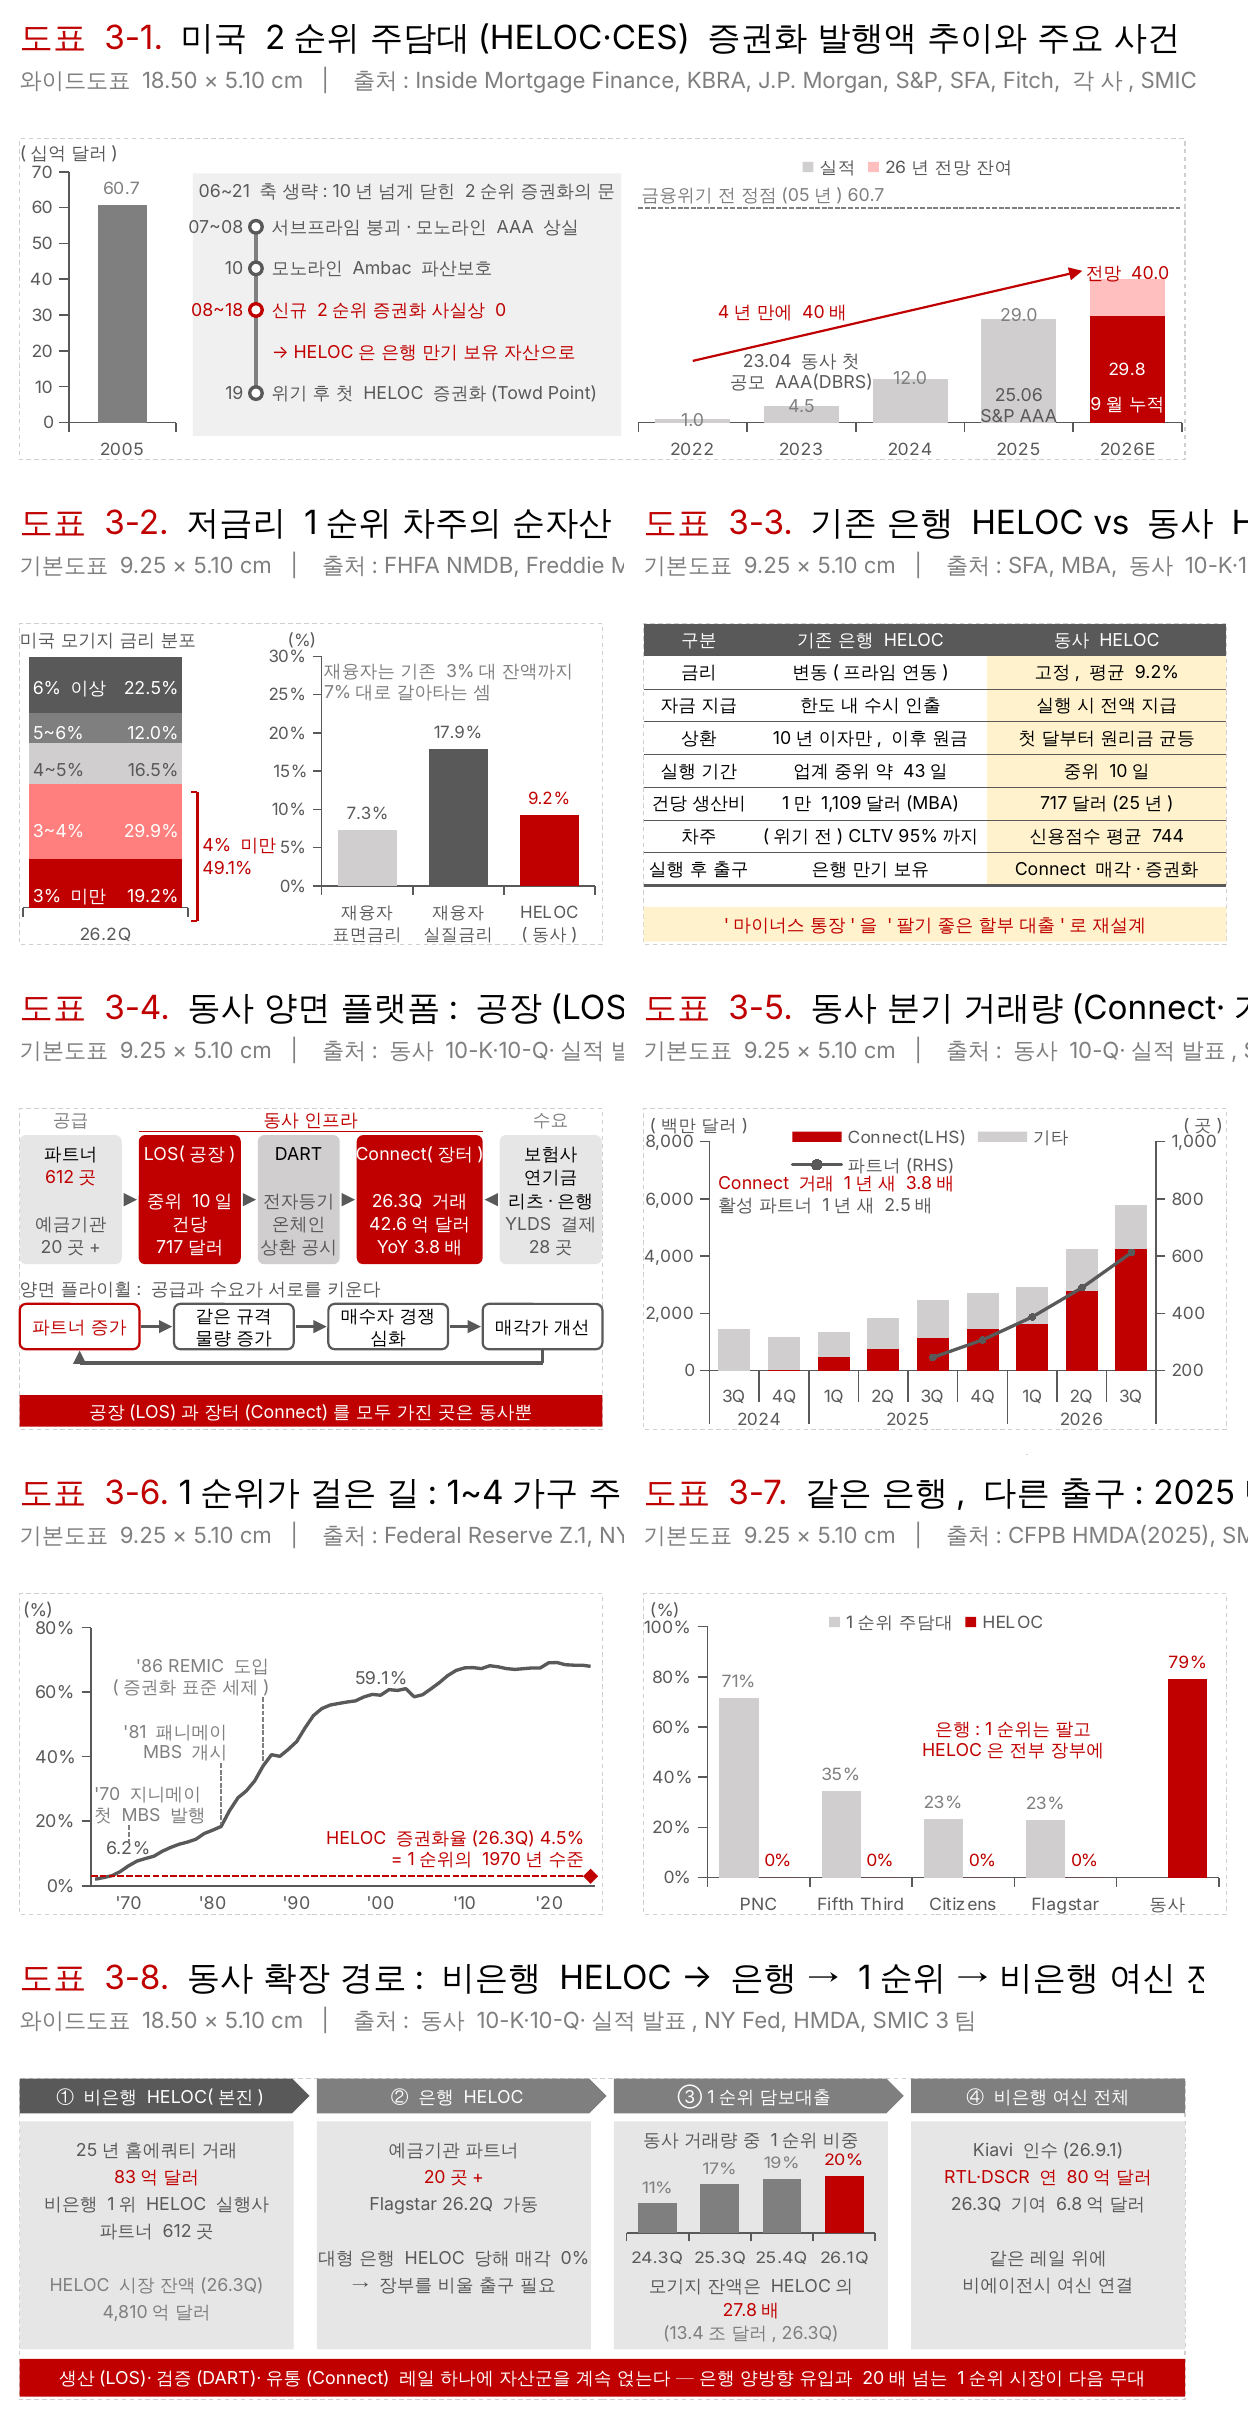 도표 3-1. 미국 2순위 주담대(HELOC·CES) 증권화 발행액 추이와 주요 사건
와이드도표 18.50 × 5.10 cm | 출처: Inside Mortgage Finance, KBRA, J.P. Morgan, S&P, SFA, Fitch, 각 사, SMIC
(십억 달러)
70
60
50
40
30
20
10
0
60.7
2005
06~21 축 생략: 10년 넘게 닫힌 2순위 증권화의 문
07~08 서브프라임 붕괴·모노라인 AAA 상실
10 모노라인 Ambac 파산보호
08~18 신규 2순위 증권화 사실상 0
→ HELOC은 은행 만기 보유 자산으로
19 위기 후 첫 HELOC 증권화(Towd Point)
실적 26년 전망 잔여
금융위기 전 정점(05년) 60.7
전망 40.0
4년 만에 40배
23.04 동사 첫
공모 AAA(DBRS)
1.0
4.5
12.0
29.0
25.06
S&P AAA
29.8
9월 누적
2022 2023 2024 2025 2026E
도표 3-2. 저금리 1순위 차주의 순자산
기본도표 9.25 × 5.10 cm | 출처: FHFA NMDB, Freddie M
미국 모기지 금리 분포
6% 이상 22.5%
5~6% 12.0%
4~5% 16.5%
3~4% 29.9%
3% 미만 19.2%
4% 미만
49.1%
26.2Q
(%)
30%
25%
20%
15%
10%
5%
0%
재융자는 기존 3%대 잔액까지
7%대로 갈아타는 셈
7.3%
17.9%
9.2%
재융자
표면금리
재융자
실질금리
HELOC
(동사)
도표 3-3. 기존 은행 HELOC vs 동사 H
기본도표 9.25 × 5.10 cm | 출처: SFA, MBA, 동사 10-K·1
구분 기존 은행 HELOC 동사 HELOC
금리 변동(프라임 연동) 고정, 평균 9.2%
자금 지급 한도 내 수시 인출 실행 시 전액 지급
상환 10년 이자만, 이후 원금 첫 달부터 원리금 균등
실행 기간 업계 중위 약 43일 중위 10일
건당 생산비 1만 1,109달러(MBA) 717달러(25년)
차주 (위기 전) CLTV 95%까지 신용점수 평균 744
실행 후 출구 은행 만기 보유 Connect 매각·증권화
'마이너스 통장'을 '팔기 좋은 할부 대출'로 재설계
도표 3-4. 동사 양면 플랫폼: 공장(LOS
기본도표 9.25 × 5.10 cm | 출처: 동사 10-K·10-Q·실적 발
공급 동사 인프라 수요
파트너
612곳
예금기관
20곳+
LOS(공장)
중위 10일
건당
717달러
DART
전자등기
온체인
상환 공시
Connect(장터)
26.3Q 거래
42.6억 달러
YoY 3.8배
보험사
연기금
리츠·은행
YLDS 결제
28곳
양면 플라이휠: 공급과 수요가 서로를 키운다
파트너 증가
같은 규격
물량 증가
매수자 경쟁
심화
매각가 개선
공장(LOS)과 장터(Connect)를 모두 가진 곳은 동사뿐
도표 3-5. 동사 분기 거래량(Connect·기
기본도표 9.25 × 5.10 cm | 출처: 동사 10-Q·실적 발표, S
(백만 달러)
(곳)
8,000
6,000
4,000
2,000
0
1,000
800
600
400
200
Connect(LHS) 기타
파트너(RHS)
Connect 거래 1년 새 3.8배
활성 파트너 1년 새 2.5배
3Q 4Q 1Q 2Q 3Q 4Q 1Q 2Q 3Q
2024 2025 2026
도표 3-6. 1순위가 걸은 길: 1~4가구 주
기본도표 9.25 × 5.10 cm | 출처: Federal Reserve Z.1, NY
(%)
80%
60%
40%
20%
0%
'86 REMIC 도입
(증권화 표준 세제)
'81 패니메이
MBS 개시
'70 지니메이
첫 MBS 발행
6.2%
59.1%
HELOC 증권화율(26.3Q) 4.5%
= 1순위의 1970년 수준
'70 '80 '90 '00 '10 '20
도표 3-7. 같은 은행, 다른 출구: 2025
기본도표 9.25 × 5.10 cm | 출처: CFPB HMDA(2025), SM
(%)
100%
80%
60%
40%
20%
0%
1순위 주담대 HELOC
71%
0%
35%
0%
23%
0%
23%
0%
79%
은행: 1순위는 팔고
HELOC은 전부 장부에
PNC Fifth Third Citizens Flagstar 동사
도표 3-8. 동사 확장 경로: 비은행 HELOC → 은행 → 1순위 → 비은행 여신 전
와이드도표 18.50 × 5.10 cm | 출처: 동사 10-K·10-Q·실적 발표, NY Fed, HMDA, SMIC 3팀
① 비은행 HELOC(본진)
25년 홈에쿼티 거래
83억 달러
비은행 1위 HELOC 실행사
파트너 612곳
HELOC 시장 잔액(26.3Q)
4,810억 달러
② 은행 HELOC
예금기관 파트너
20곳+
Flagstar 26.2Q 가동
대형 은행 HELOC 당해 매각 0%
→ 장부를 비울 출구 필요
③ 1순위 담보대출
동사 거래량 중 1순위 비중
11% 17% 19% 20%
24.3Q 25.3Q 25.4Q 26.1Q
모기지 잔액은 HELOC의
27.8배
(13.4조 달러, 26.3Q)
④ 비은행 여신 전체
Kiavi 인수(26.9.1)
RTL·DSCR 연 80억 달러
26.3Q 기여 6.8억 달러
같은 레일 위에
비에이전시 여신 연결
생산(LOS)·검증(DART)·유통(Connect) 레일 하나에 자산군을 계속 얹는다 — 은행 양방향 유입과 20배 넘는 1순위 시장이 다음 무대